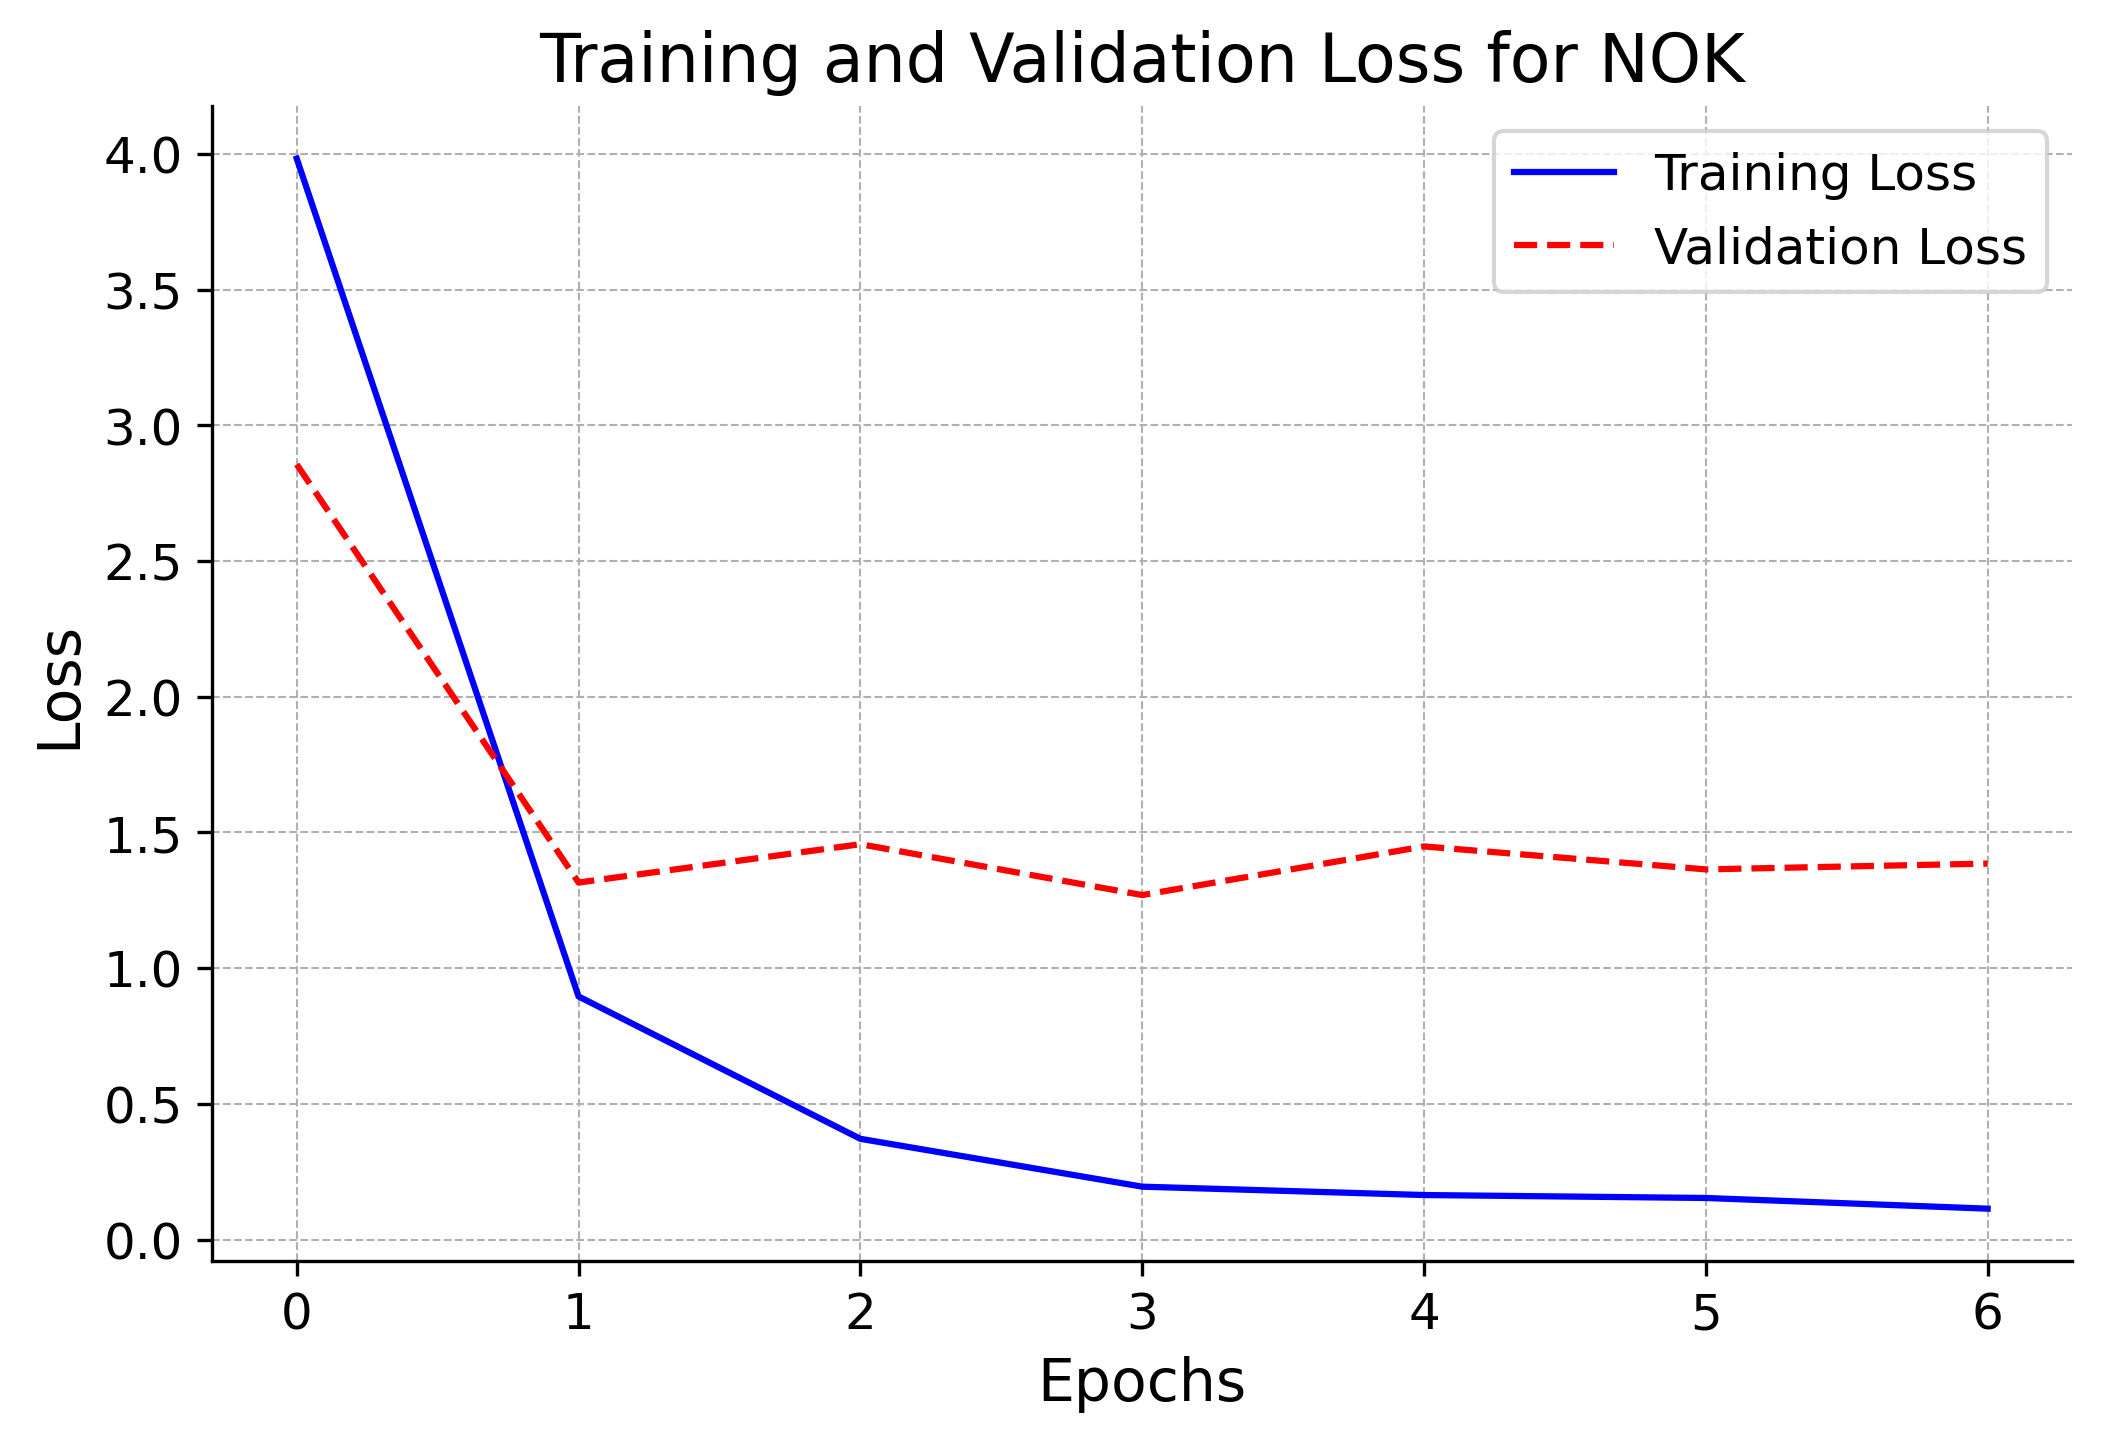 Training and Validation Loss for NOK
Training Loss
Validation Loss
4.0
3.5
3.0
2.5
2.0
1.5
1.0
0.5
0.0
Loss
0 1 2 3 4 5 6
Epochs